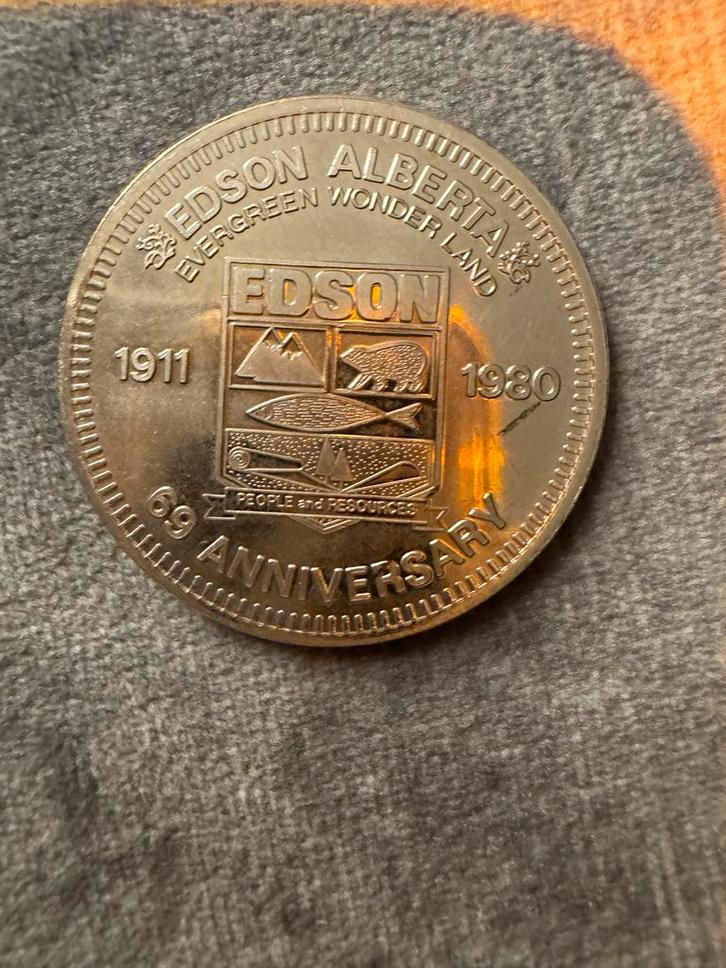 EDSON ALBERTA
EVERGREEN WONDER LAND
EDSON
1911
1980
PEOPLE and RESOURCES
69 ANNIVERSARY